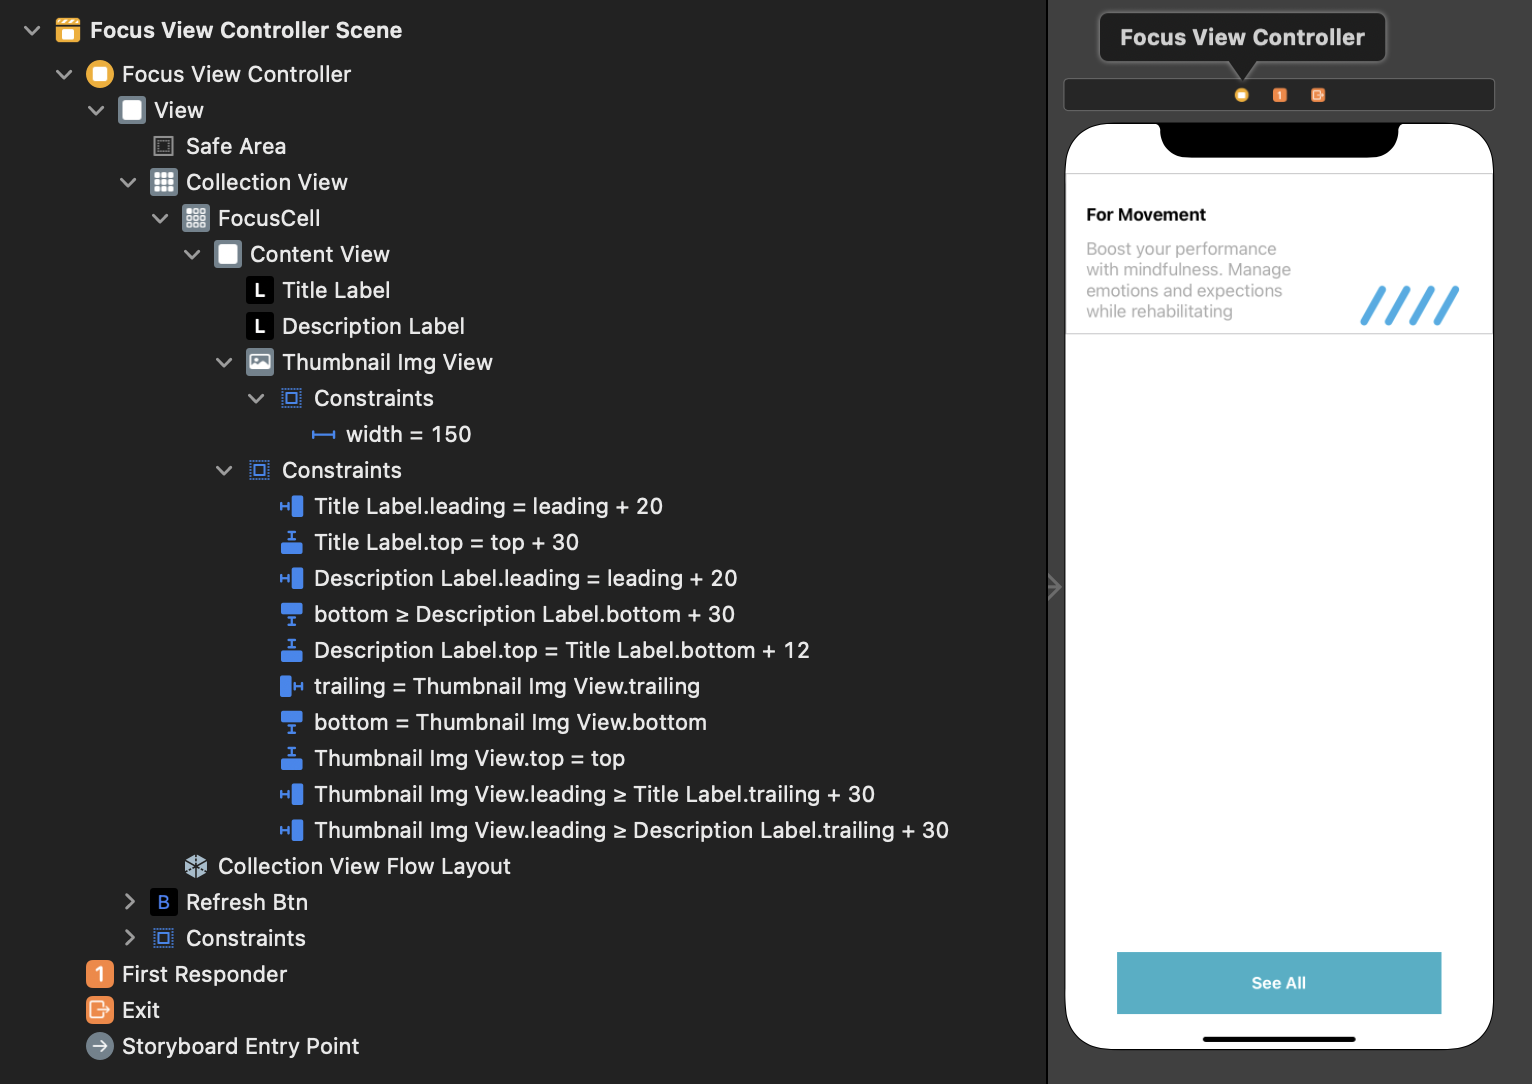 Focus View Controller Scene
Focus View Controller
View
Safe Area
Collection View
FocusCell
Content View
L Title Label
L Description Label
Thumbnail Img View
Constraints
width = 150
Constraints
Title Label.leading = leading + 20
Title Label.top = top + 30
Description Label.leading = leading + 20
bottom ≥ Description Label.bottom + 30
Description Label.top = Title Label.bottom + 12
trailing = Thumbnail Img View.trailing
bottom = Thumbnail Img View.bottom
Thumbnail Img View.top = top
Thumbnail Img View.leading ≥ Title Label.trailing + 30
Thumbnail Img View.leading ≥ Description Label.trailing + 30
Collection View Flow Layout
B Refresh Btn
Constraints
1 First Responder
Exit
Storyboard Entry Point
Focus View Controller
1
For Movement
Boost your performance
with mindfulness. Manage
emotions and expections
while rehabilitating
See All